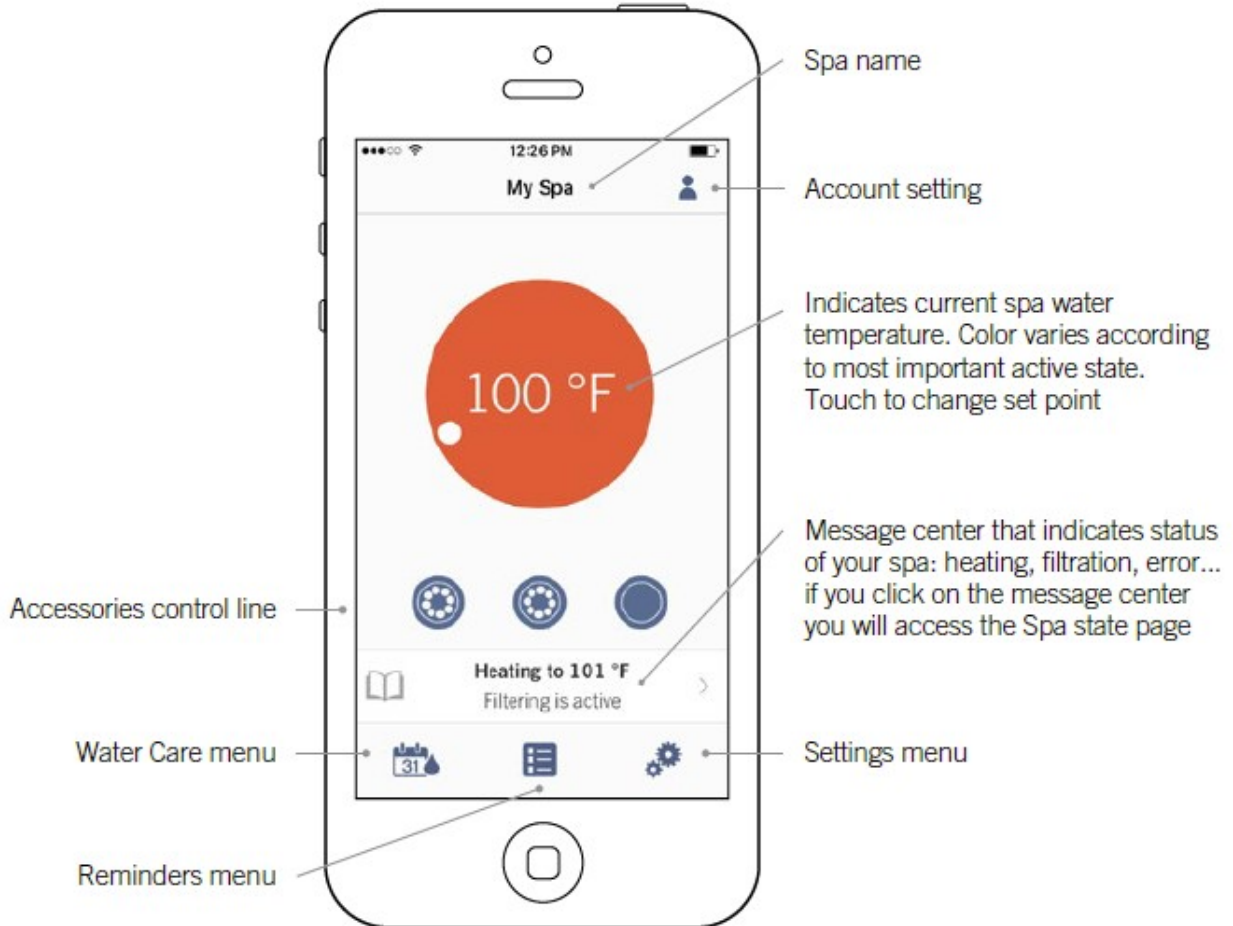 Spa name
12:26 PM
My Spa
Account setting
Indicates current spa water
temperature. Color varies according
to most important active state.
Touch to change set point
100 °F
Message center that indicates status
of your spa: heating, filtration, error...
if you click on the message center
you will access the Spa state page
Accessories control line
Heating to 101 °F
Filtering is active
Water Care menu
31
Settings menu
Reminders menu